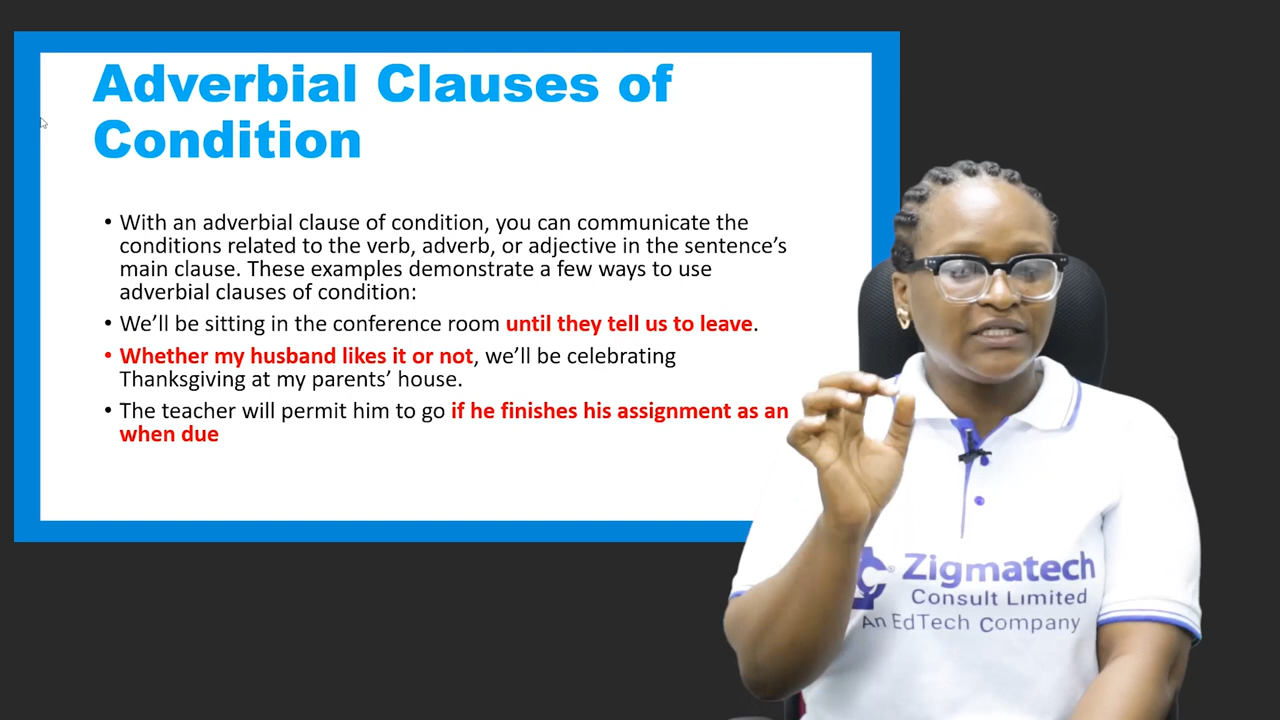 Adverbial Clauses of
Condition
• With an adverbial clause of condition, you can communicate the
conditions related to the verb, adverb, or adjective in the sentence's
main clause. These examples demonstrate a few ways to use
adverbial clauses of condition:
• We'll be sitting in the conference room until they tell us to leave.
• Whether my husband likes it or not, we'll be celebrating
Thanksgiving at my parents' house.
• The teacher will permit him to go if he finishes his assignment as an
when due
Zigmatech
Consult Limited
An EdTech Company